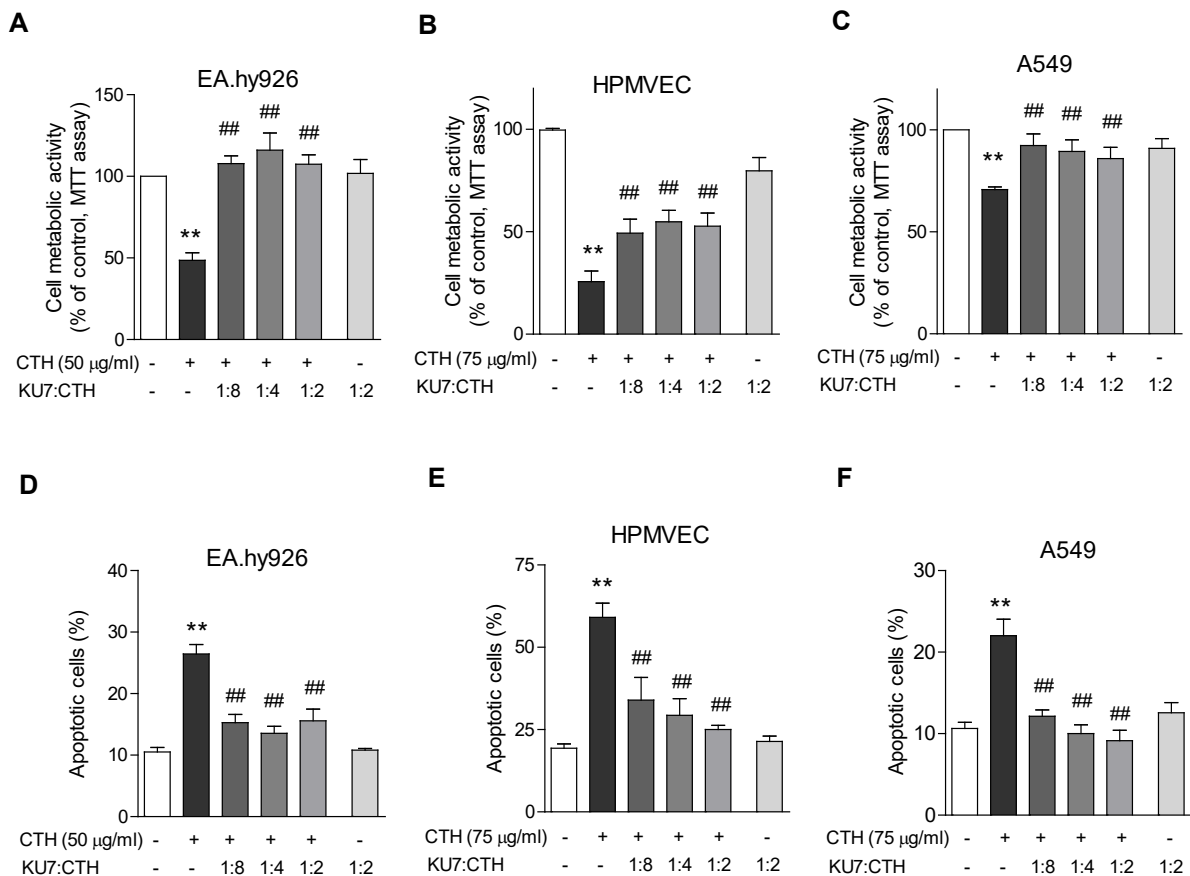 A
EA.hy926
Cell metabolic activity
(% of control, MTT assay)
150
100
50
0
** ## ## ##
CTH (50 μg/ml) - + + + + -
KU7:CTH - - 1:8 1:4 1:2 1:2
B
HPMVEC
Cell metabolic activity
(% of control, MTT assay)
100
50
0
** ## ## ##
CTH (75 μg/ml) - + + + + -
KU7:CTH - - 1:8 1:4 1:2 1:2
C
A549
Cell metabolic activity
(% of control, MTT assay)
100
50
0
** ## ## ##
CTH (75 μg/ml) - + + + + -
KU7:CTH - - 1:8 1:4 1:2 1:2
D
EA.hy926
Apoptotic cells (%)
40
30
20
10
0
** ## ## ##
CTH (50 μg/ml) - + + + + -
KU7:CTH - - 1:8 1:4 1:2 1:2
E
HPMVEC
Apoptotic cells (%)
75
50
25
0
** ## ## ##
CTH (75 μg/ml) - + + + + -
KU7:CTH - - 1:8 1:4 1:2 1:2
F
A549
Apoptotic cells (%)
30
20
10
0
** ## ## ##
CTH (75 μg/ml) - + + + + -
KU7:CTH - - 1:8 1:4 1:2 1:2